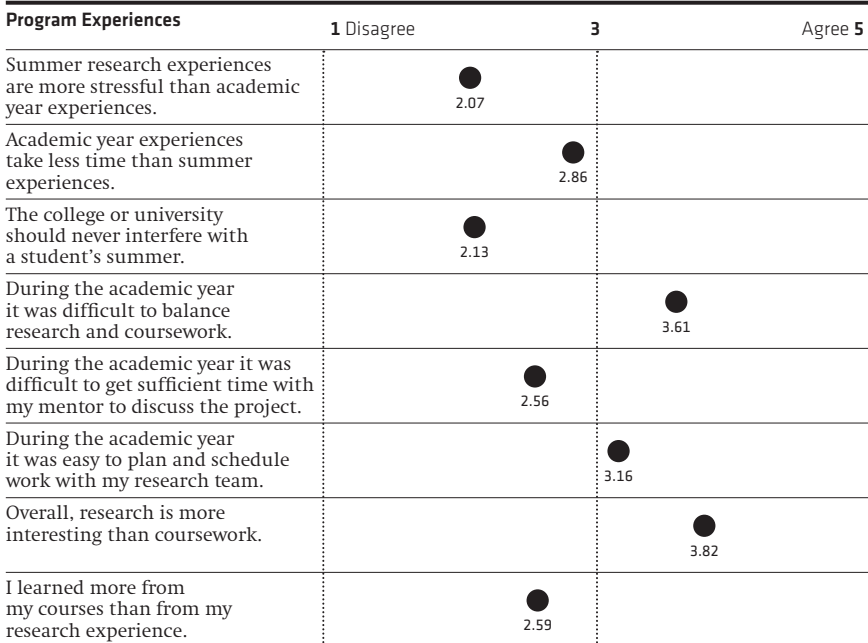 Program Experiences
1 Disagree 3 Agree 5
Summer research experiences
are more stressful than academic
year experiences.
2.07
Academic year experiences
take less time than summer
experiences.
2.86
The college or university
should never interfere with
a student’s summer.
2.13
During the academic year
it was difficult to balance
research and coursework.
3.61
During the academic year it was
difficult to get sufficient time with
my mentor to discuss the project.
2.56
During the academic year
it was easy to plan and schedule
work with my research team.
3.16
Overall, research is more
interesting than coursework.
3.82
I learned more from
my courses than from my
research experience.
2.59